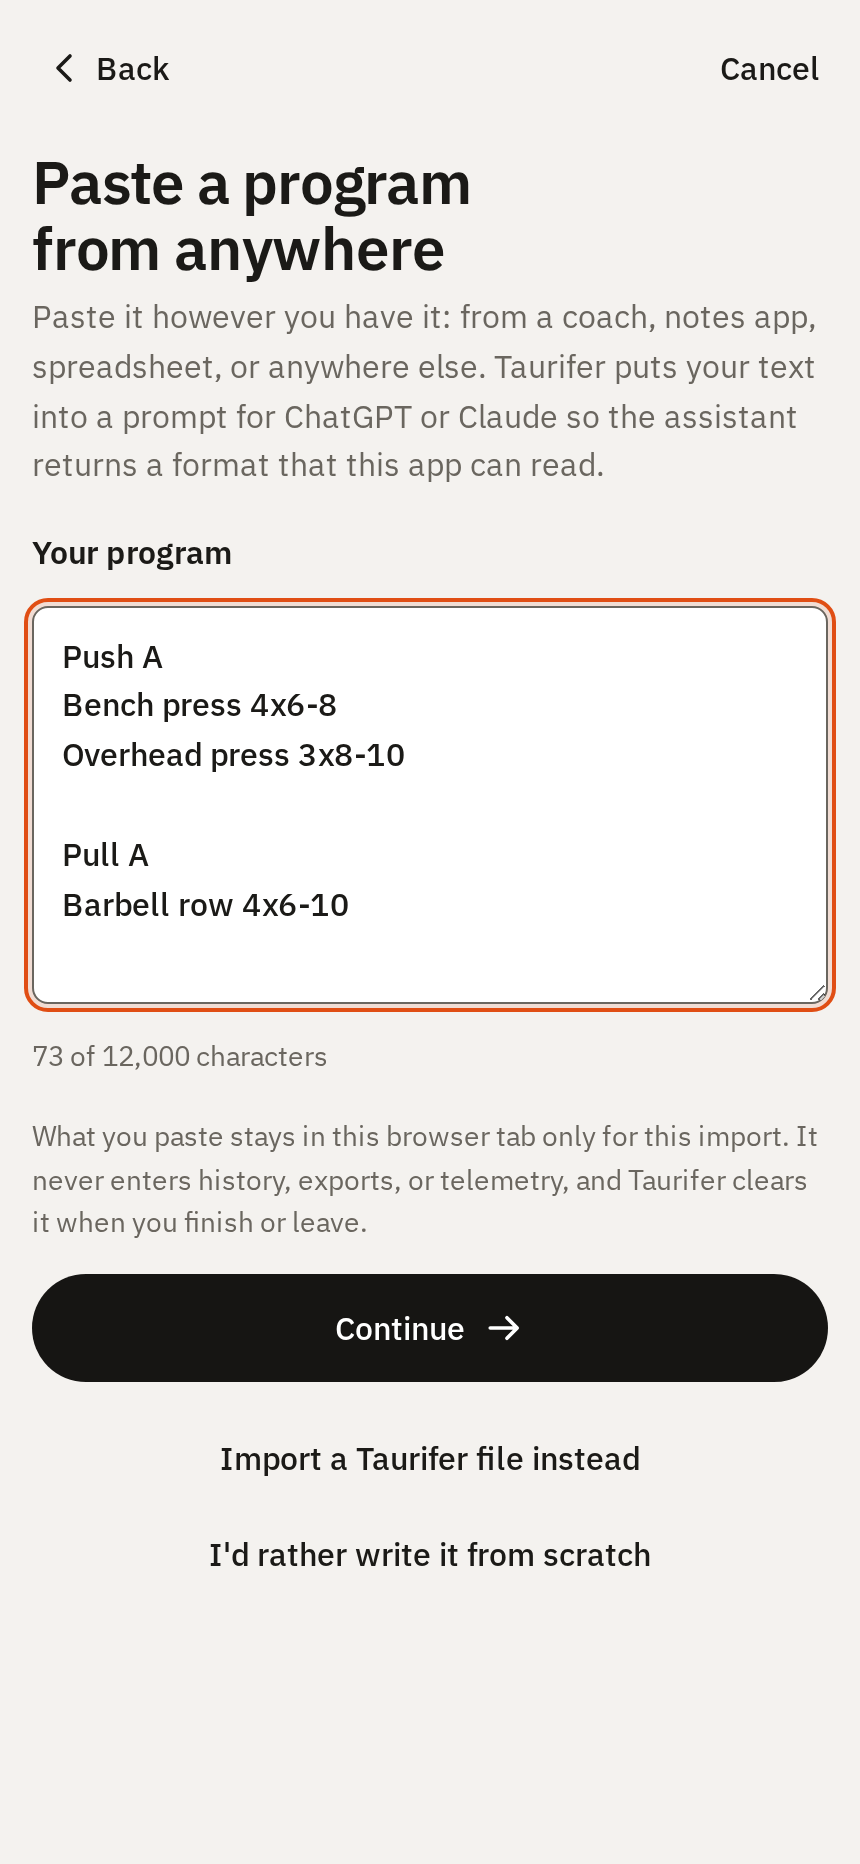 Back
Cancel
Paste a program
from anywhere
Paste it however you have it: from a coach, notes app,
spreadsheet, or anywhere else. Taurifer puts your text
into a prompt for ChatGPT or Claude so the assistant
returns a format that this app can read.
Your program
Push A
Bench press 4x6-8
Overhead press 3x8-10
Pull A
Barbell row 4x6-10
73 of 12,000 characters
What you paste stays in this browser tab only for this import. It
never enters history, exports, or telemetry, and Taurifer clears
it when you finish or leave.
Continue
Import a Taurifer file instead
I'd rather write it from scratch